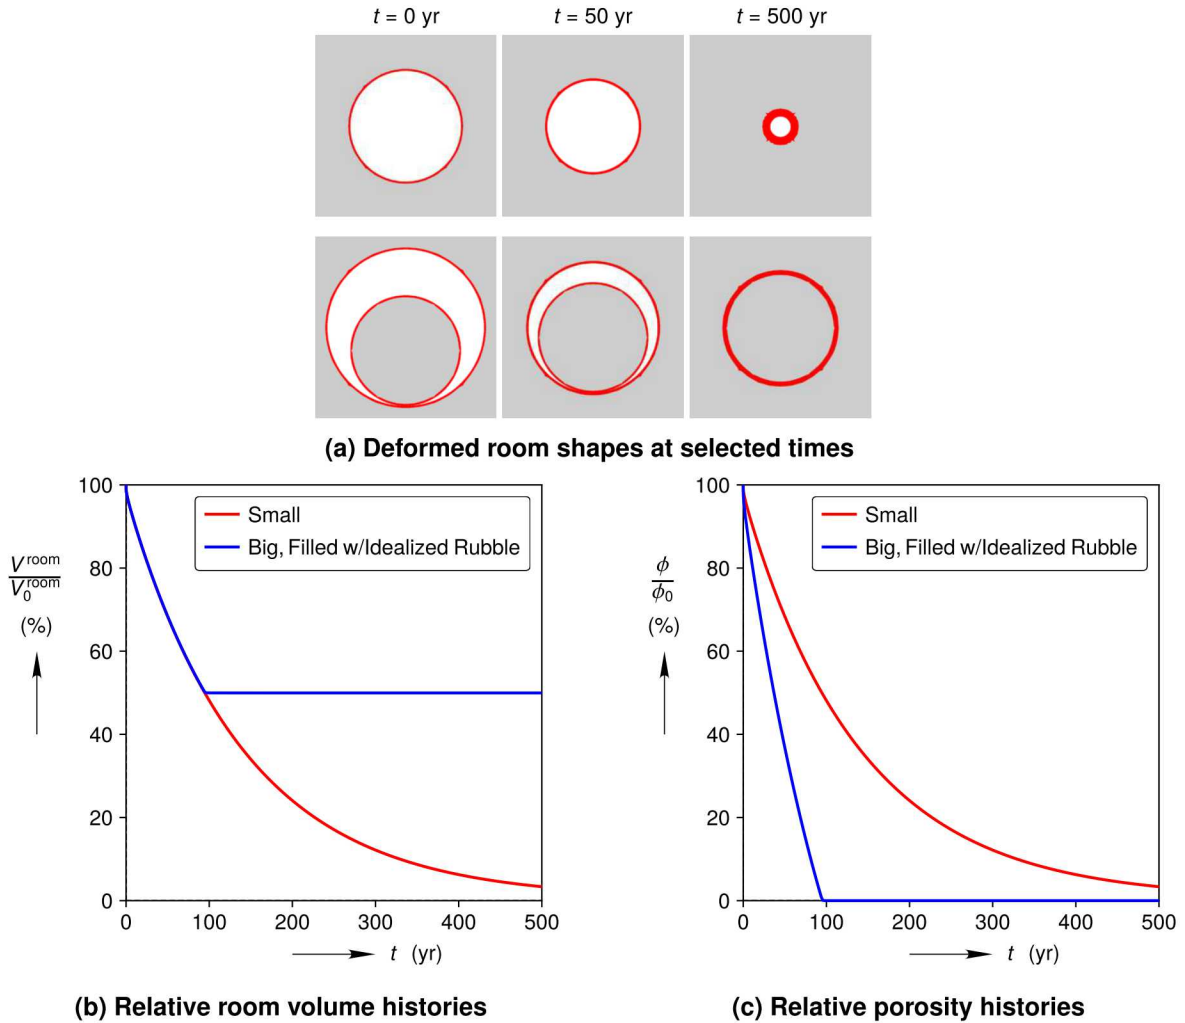 t = 0 yr
t = 50 yr
t = 500 yr
(a) Deformed room shapes at selected times
100
80
60
40
20
0
V^room
V_0^room
(%)
Small
Big, Filled w/Idealized Rubble
0
100
200
300
400
500
t (yr)
(b) Relative room volume histories
100
80
60
40
20
0
ϕ
ϕ_0
(%)
Small
Big, Filled w/Idealized Rubble
0
100
200
300
400
500
t (yr)
(c) Relative porosity histories